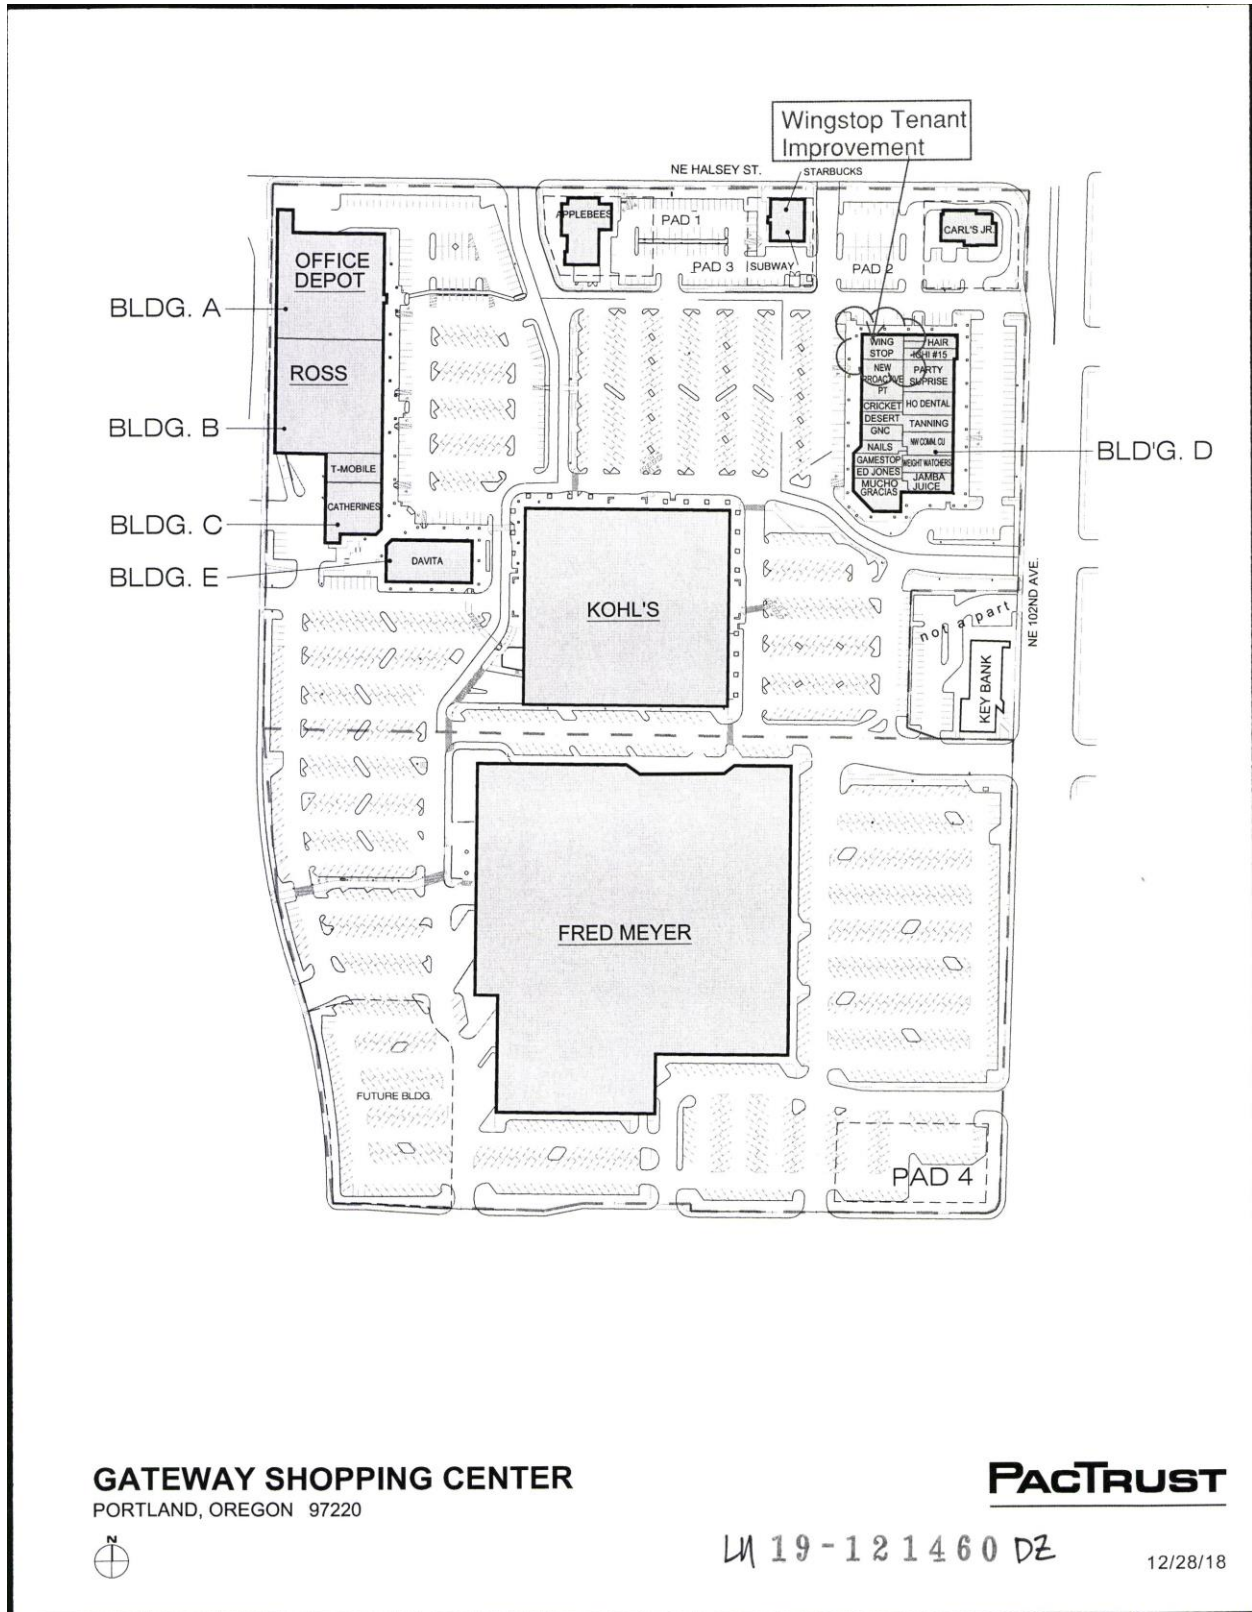 Wingstop Tenant
Improvement
NE HALSEY ST.
STARBUCKS
APPLEBEES
PAD 1
CARL'S JR.
PAD 3
SUBWAY
PAD 2
OFFICE
DEPOT
BLDG. A
ROSS
BLDG. B
T-MOBILE
CATHERINES
BLDG. C
BLDG. E
DAVITA
WING
STOP
HAIR
NEW
PROACTIVE
PT
PARTY
SUPRISE
CRICKET
HO DENTAL
DESERT
TANNING
GNC
NAILS
NW COMM. CU
GAMESTOP
WEIGHT WATCHERS
ED JONES
MUCHO
GRACIAS
JAMBA
JUICE
BLD'G. D
KOHL'S
NE 102ND AVE.
not a part
KEY BANK
FRED MEYER
FUTURE BLDG.
PAD 4
GATEWAY SHOPPING CENTER
PORTLAND, OREGON 97220
N
PACTRUST
LU 19-121460 DZ
12/28/18